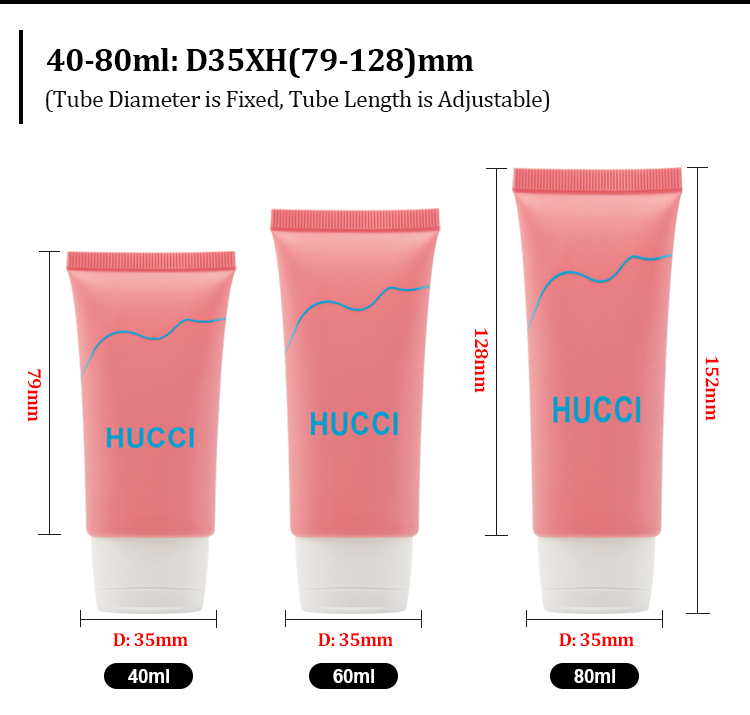 40-80ml: D35XH(79-128)mm
(Tube Diameter is Fixed, Tube Length is Adjustable)
79mm
HUCCI
HUCCI
128mm
HUCCI
152mm
D: 35mm
D: 35mm
D: 35mm
40ml
60ml
80ml